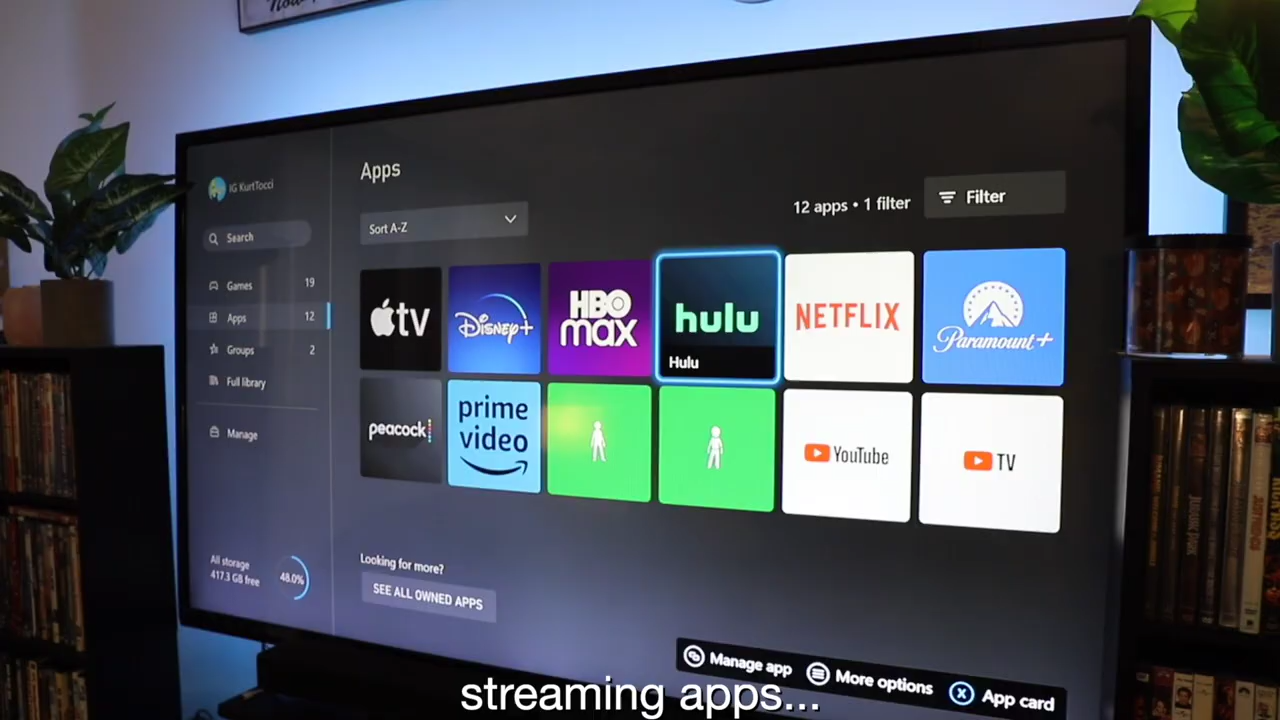 IG KurtTocci
Search
Games 19
Apps 12
Groups 2
Full library
Manage
All storage
417.3 GB free
48.0%
Apps
Sort A-Z
12 apps • 1 filter
Filter
tv
Disney+
HBO
max
hulu
Hulu
NETFLIX
Paramount+
peacock
prime
video
YouTube
TV
Looking for more?
SEE ALL OWNED APPS
Manage app
More options
X App card
JURASSIC PARK
streaming apps...